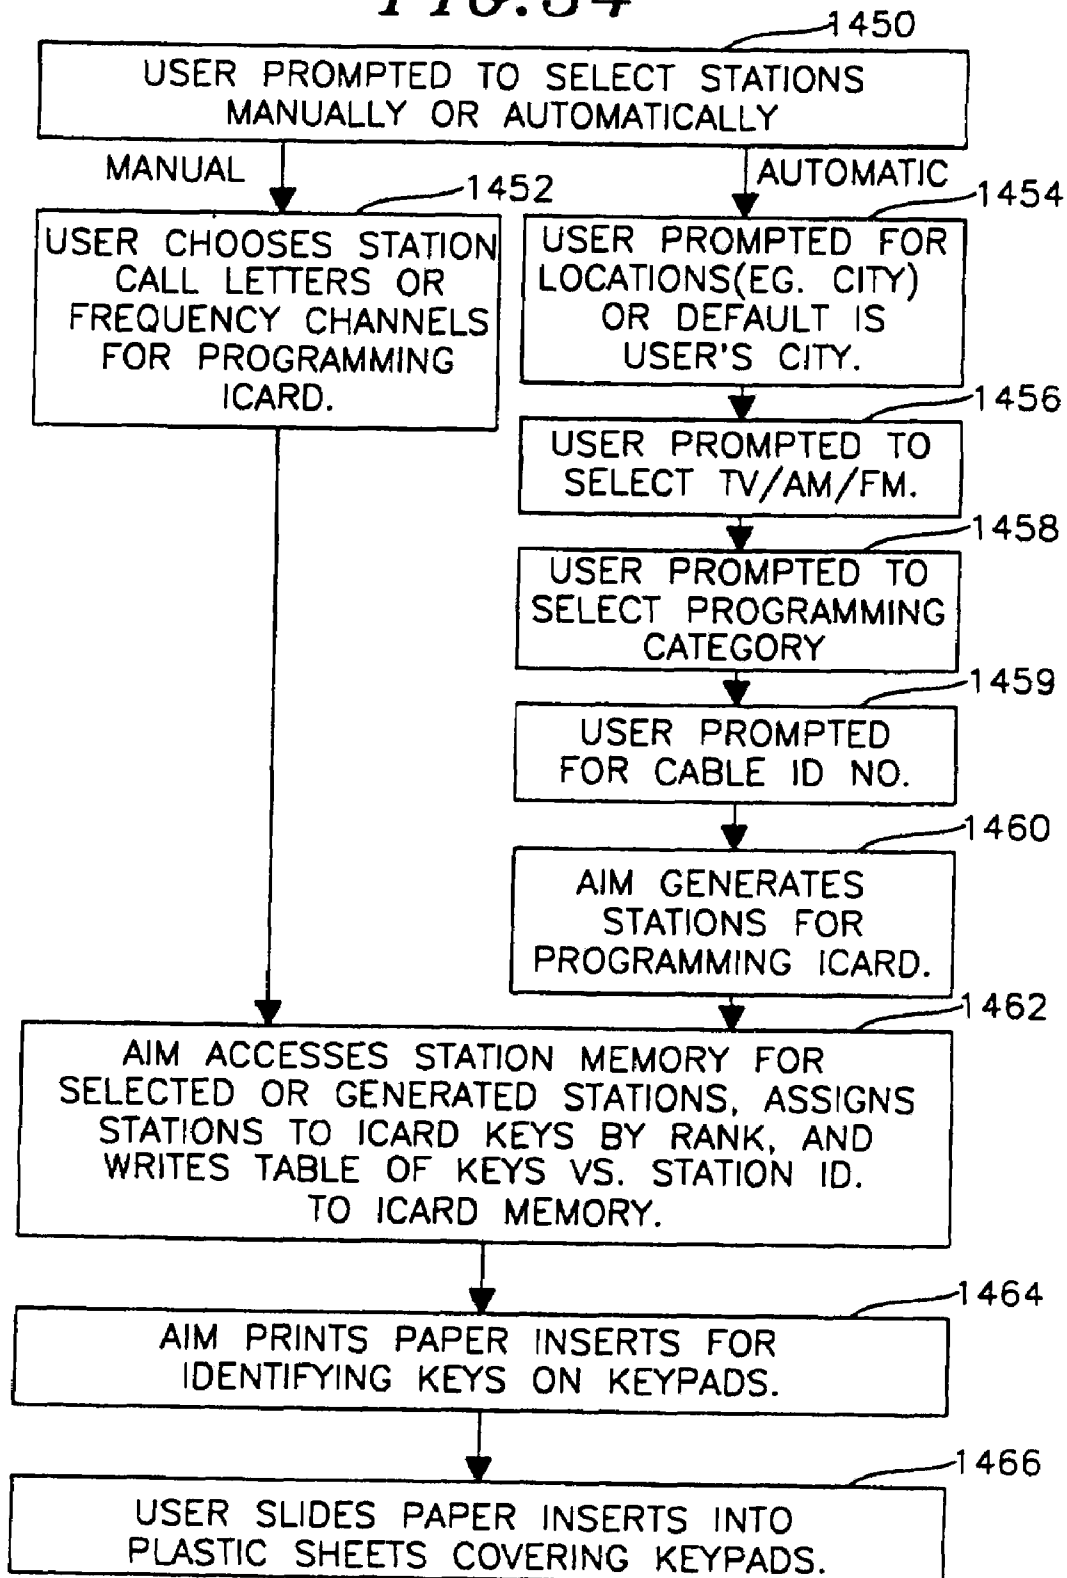 FIG. 34
1450
USER PROMPTED TO SELECT STATIONS
MANUALLY OR AUTOMATICALLY
MANUAL
AUTOMATIC
1452
USER CHOOSES STATION
CALL LETTERS OR
FREQUENCY CHANNELS
FOR PROGRAMMING
ICARD.
1454
USER PROMPTED FOR
LOCATIONS(EG. CITY)
OR DEFAULT IS
USER'S CITY.
1456
USER PROMPTED TO
SELECT TV/AM/FM.
1458
USER PROMPTED TO
SELECT PROGRAMMING
CATEGORY
1459
USER PROMPTED
FOR CABLE ID NO.
1460
AIM GENERATES
STATIONS FOR
PROGRAMMING ICARD.
1462
AIM ACCESSES STATION MEMORY FOR
SELECTED OR GENERATED STATIONS, ASSIGNS
STATIONS TO ICARD KEYS BY RANK, AND
WRITES TABLE OF KEYS VS. STATION ID.
TO ICARD MEMORY.
1464
AIM PRINTS PAPER INSERTS FOR
IDENTIFYING KEYS ON KEYPADS.
1466
USER SLIDES PAPER INSERTS INTO
PLASTIC SHEETS COVERING KEYPADS.